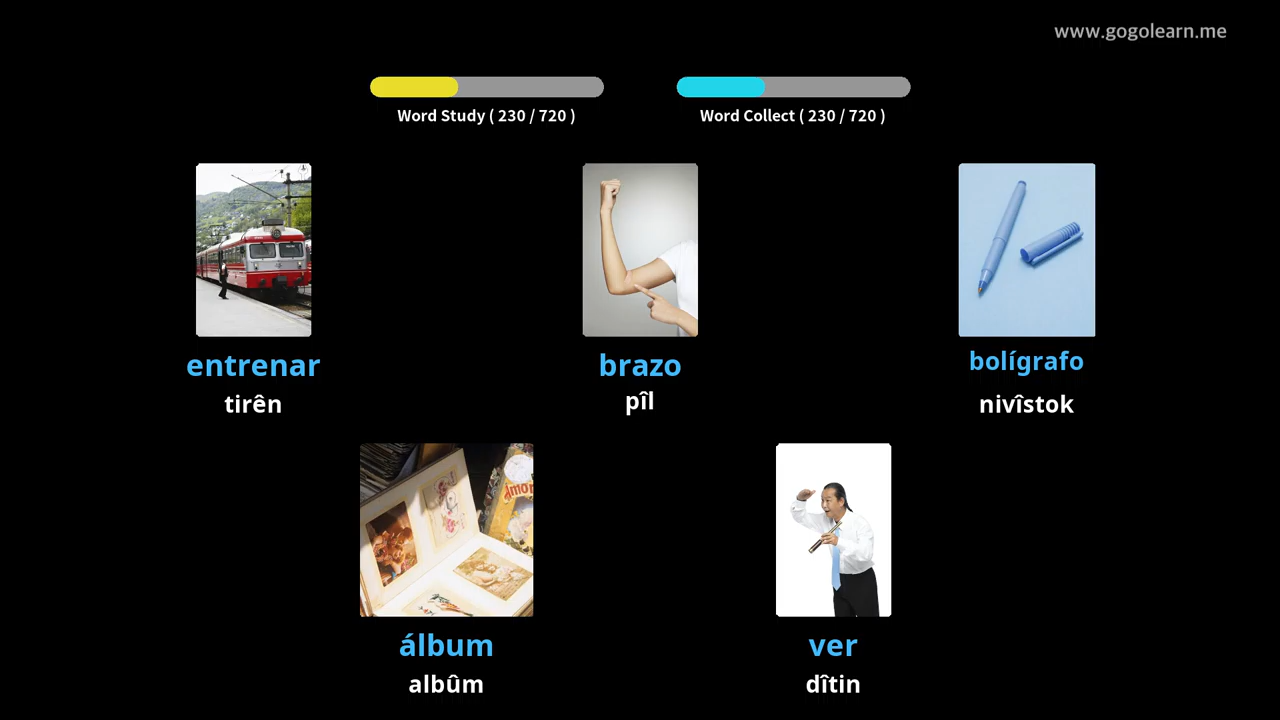 www.gogolearn.me
Word Study ( 230 / 720 )
Word Collect ( 230 / 720 )
entrenar
tirên
brazo
pîl
bolígrafo
nivîstok
álbum
albûm
ver
dîtin